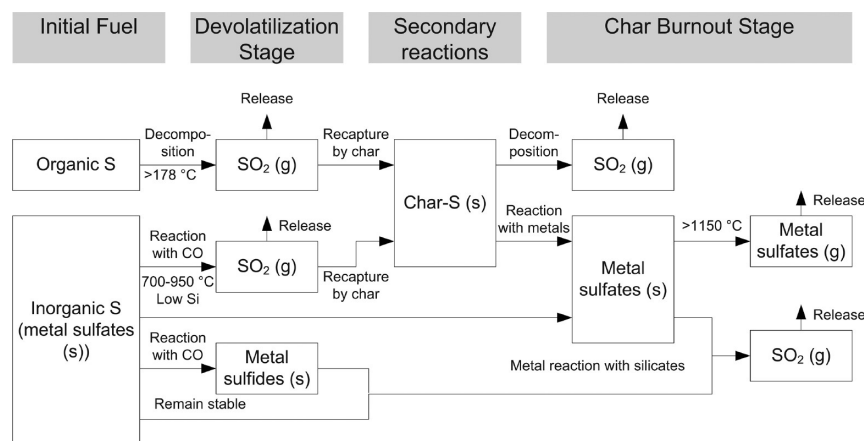 Initial Fuel
Devolatilization
Stage
Secondary
reactions
Char Burnout Stage
Release
Release
Organic S
Decompo-
sition
>178 °C
SO2 (g)
Recapture
by char
Char-S (s)
Decom-
position
SO2 (g)
Inorganic S
(metal sulfates
(s))
Reaction
with CO
700-950 °C
Low Si
Release
SO2 (g)
Recapture
by char
Reaction
with metals
Metal
sulfates (s)
>1150 °C
Release
Metal
sulfates (g)
Reaction
with CO
Metal
sulfides (s)
Remain stable
Metal reaction with silicates
Release
SO2 (g)